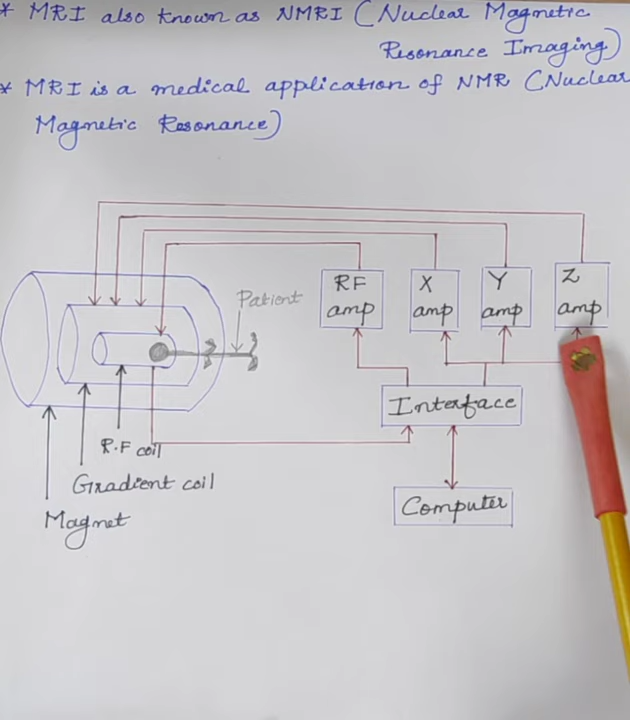 * MRI also known as NMRI (Nuclear Magnetic
Resonance Imaging)
* MRI is a medical application of NMR (Nuclear
Magnetic Resonance)
Patient
RF
amp
X
amp
Y
amp
Z
amp
Interface
R.F coil
Gradient coil
Magnet
Computer